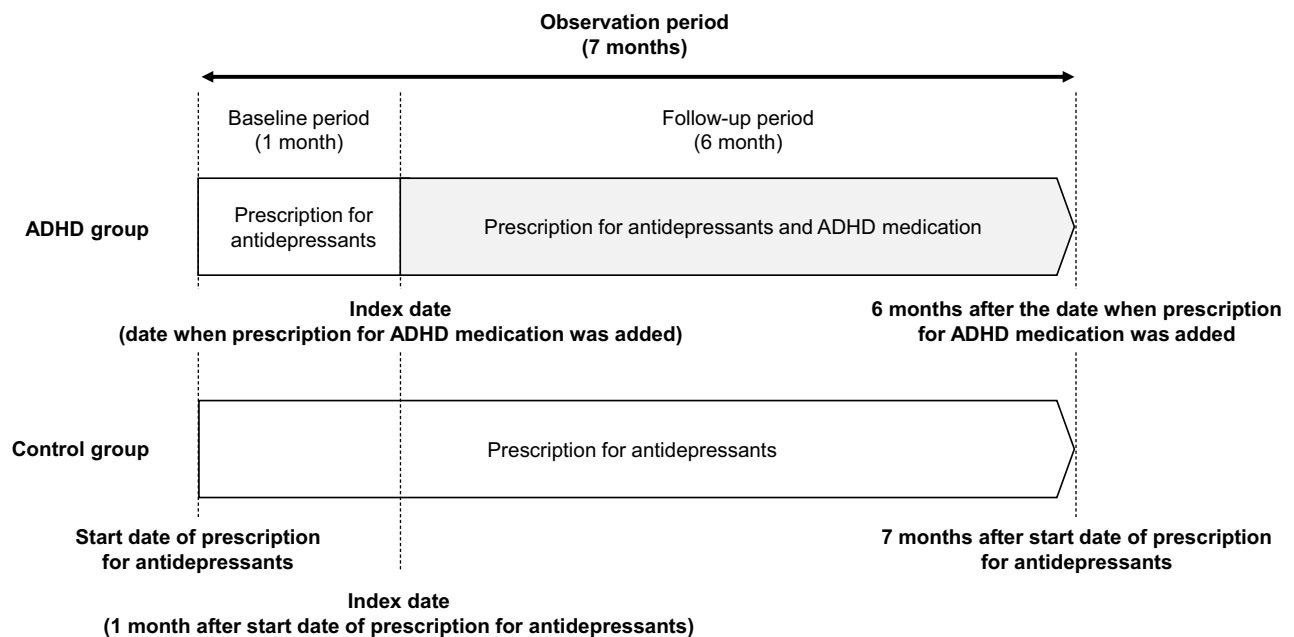 Observation period
(7 months)
Baseline period
(1 month)
Follow-up period
(6 month)
ADHD group
Prescription for
antidepressants
Prescription for antidepressants and ADHD medication
Index date
(date when prescription for ADHD medication was added)
6 months after the date when prescription
for ADHD medication was added
Control group
Prescription for antidepressants
Start date of prescription
for antidepressants
7 months after start date of prescription
for antidepressants
Index date
(1 month after start date of prescription for antidepressants)